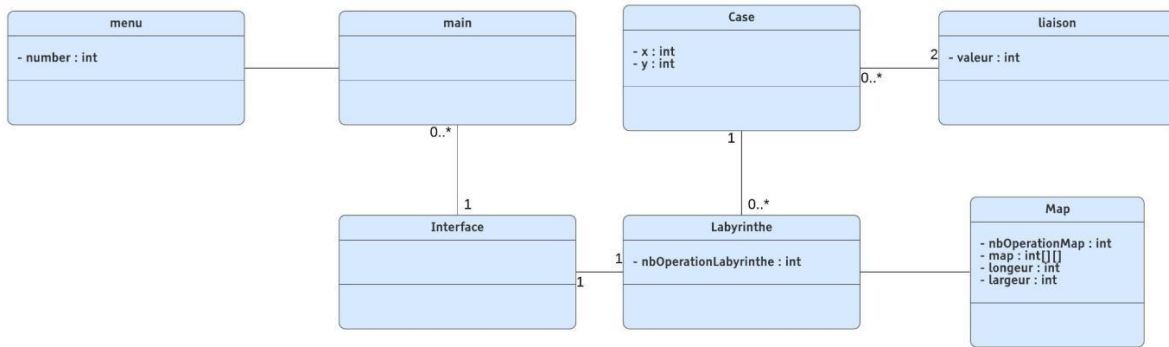 menu
- number : int
main
Case
- x : int
- y : int
liaison
- valeur : int
0..*
2
0..*
1
1
0..*
Interface
Labyrinthe
- nbOperationLabyrinthe : int
1
1
Map
- nbOperationMap : int
- map : int[][]
- longeur : int
- largeur : int